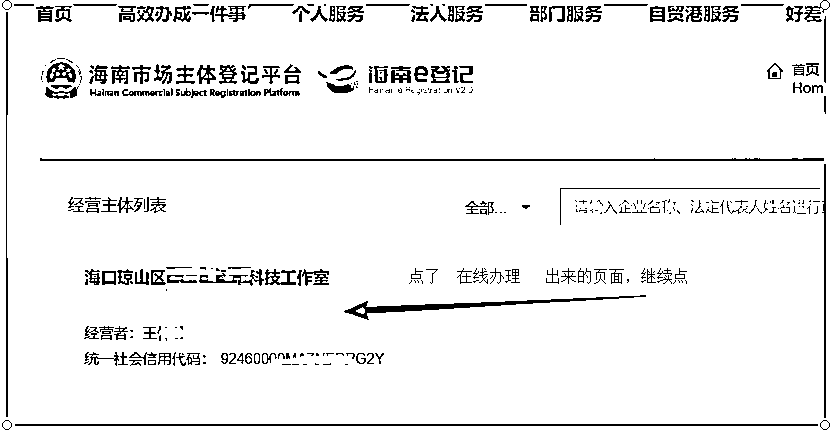 首页 高效办成一件事 个人服务 法人服务 部门服务 自贸港服务 好差
海南市场主体登记平台 海南e登记 首页
Hainan Commercial Subject Registration Platform Hainan e Registration V2.0 Rom
经营主体列表 全部... 请输入企业名称、法定代表人姓名进行
海口琼山区 科技工作室 点了 在线办理 出来的页面，继续点
经营者：王
统一社会信用代码： 92460000MA G2Y